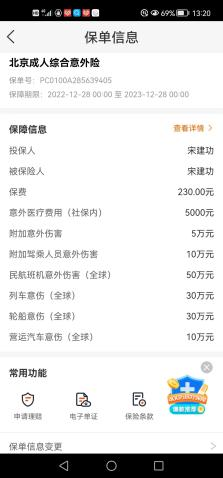 69% 13:20
保单信息
北京成人综合意外险
保单号：PC0100A285639405
保障期限：2022-12-28 00:00 至 2023-12-28 00:00
保障信息 查看详情 >
投保人 宋建功
被保险人 宋建功
保费 230.00元
意外医疗费用（社保内） 5000元
附加意外伤害 5万元
附加驾乘人员意外伤害 10万元
民航班机意外伤害（全球） 50万元
列车意伤（全球） 30万元
轮船意伤（全球） 30万元
营运汽车意伤（全球） 10万元
常用功能
申请理赔 电子单证 保险条款
爆款推荐
保单信息变更